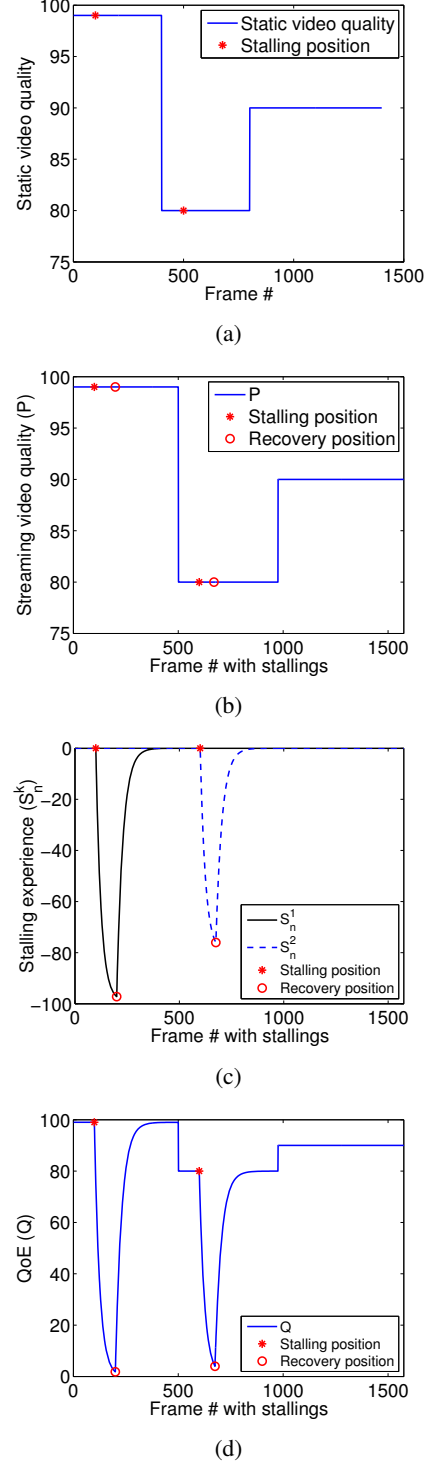 100
95
90
85
80
75
Static video quality
Static video quality
Stalling position
0
500
1000
1500
Frame #
(a)
100
95
90
85
80
75
Streaming video quality (P)
P
Stalling position
Recovery position
0
500
1000
1500
Frame # with stallings
(b)
0
−20
−40
−60
−80
−100
Stalling experience (S_n^k)
S_n^1
S_n^2
Stalling position
Recovery position
0
500
1000
1500
Frame # with stallings
(c)
100
80
60
40
20
0
QoE (Q)
Q
Stalling position
Recovery position
0
500
1000
1500
Frame # with stallings
(d)